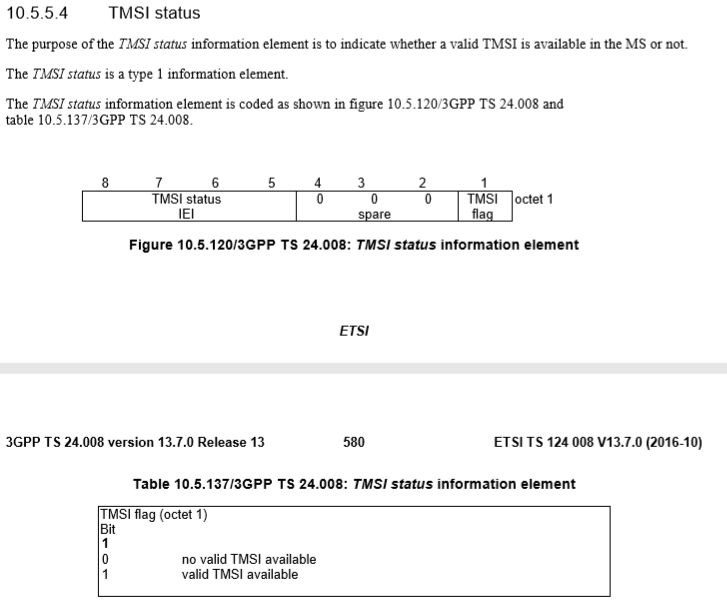 10.5.5.4 TMSI status
The purpose of the TMSI status information element is to indicate whether a valid TMSI is available in the MS or not.
The TMSI status is a type 1 information element.
The TMSI status information element is coded as shown in figure 10.5.120/3GPP TS 24.008 and
table 10.5.137/3GPP TS 24.008.
8 7 6 5 4 3 2 1
TMSI status 0 0 0 TMSI octet 1
IEI spare flag
Figure 10.5.120/3GPP TS 24.008: TMSI status information element
ETSI
3GPP TS 24.008 version 13.7.0 Release 13 580 ETSI TS 124 008 V13.7.0 (2016-10)
Table 10.5.137/3GPP TS 24.008: TMSI status information element
TMSI flag (octet 1)
Bit
1
0 no valid TMSI available
1 valid TMSI available